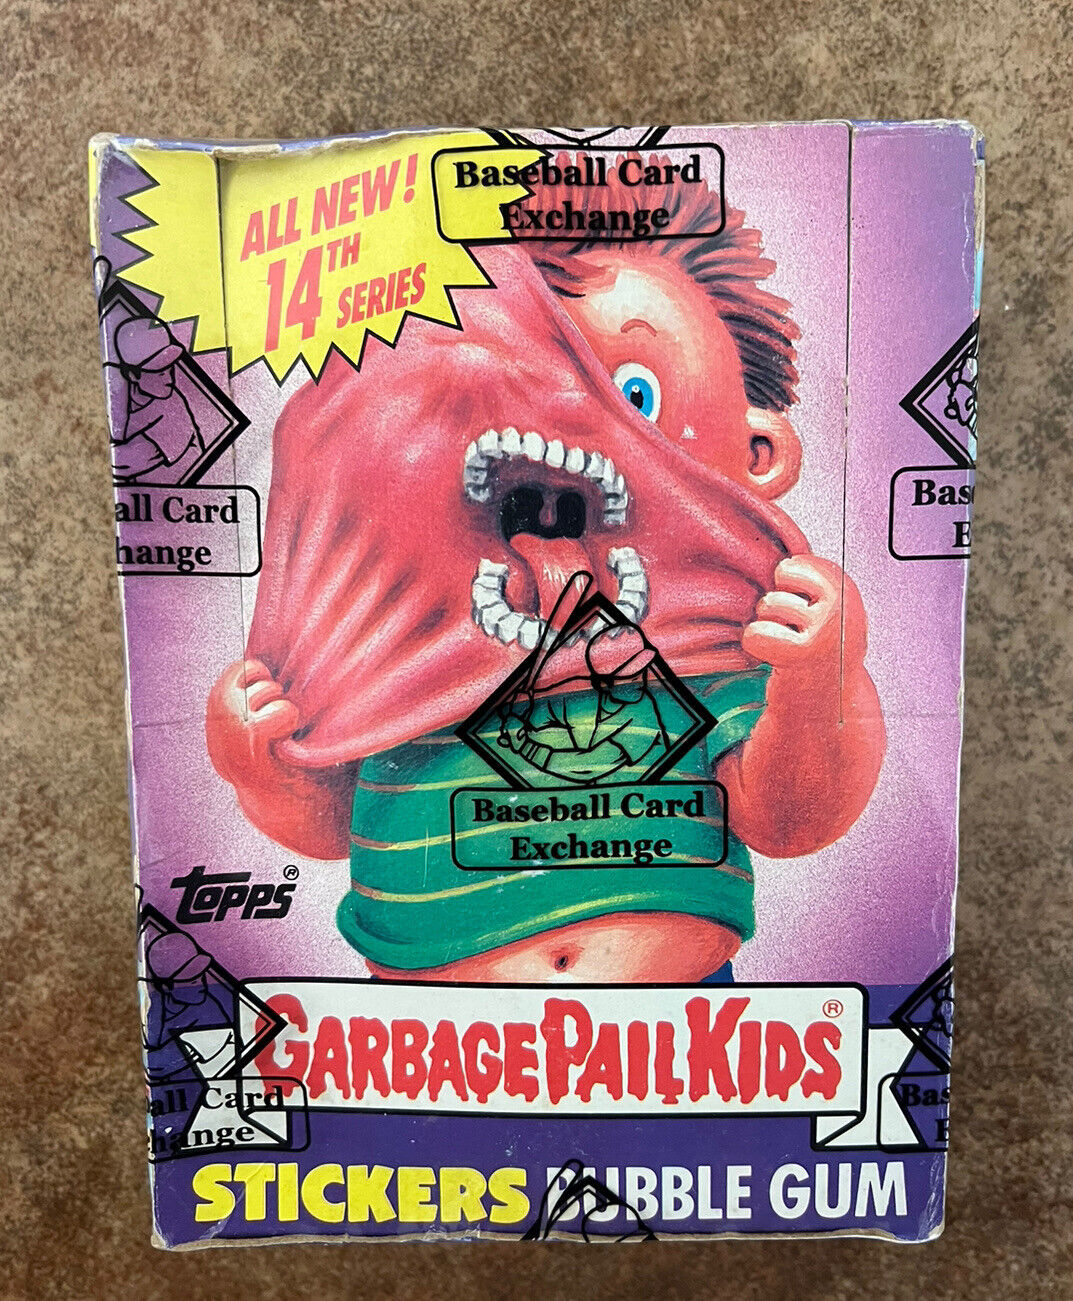 ALL NEW!
14TH
SERIES
Baseball Card
Exchange
all Card
hange
Bas
E
Baseball Card
Exchange
TOPPS®
GARBAGE PAIL KIDS®
all Card
hange
Bas
E
STICKERS BUBBLE GUM